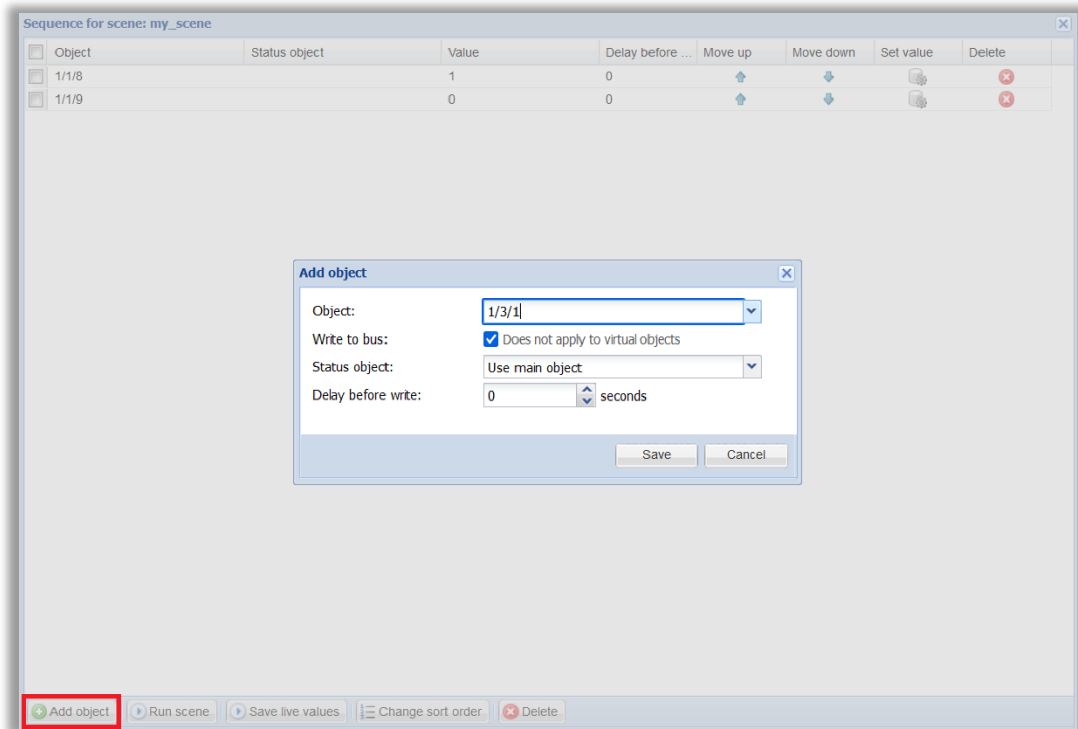 Sequence for scene: my_scene
Object Status object Value Delay before ... Move up Move down Set value Delete
1/1/8 1 0
1/1/9 0 0
Add object
Object: 1/3/1
Write to bus: Does not apply to virtual objects
Status object: Use main object
Delay before write: 0 seconds
Save Cancel
Add object Run scene Save live values Change sort order Delete